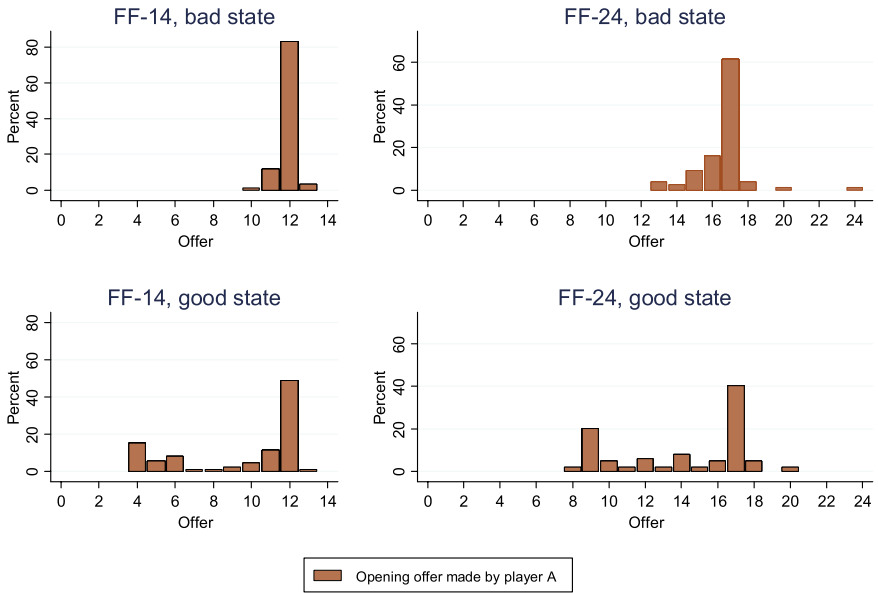 FF-14, bad state
Percent
80
60
40
20
0
0 2 4 6 8 10 12 14
Offer
FF-24, bad state
Percent
60
40
20
0
0 2 4 6 8 10 12 14 16 18 20 22 24
Offer
FF-14, good state
Percent
80
60
40
20
0
0 2 4 6 8 10 12 14
Offer
FF-24, good state
Percent
60
40
20
0
0 2 4 6 8 10 12 14 16 18 20 22 24
Offer
Opening offer made by player A